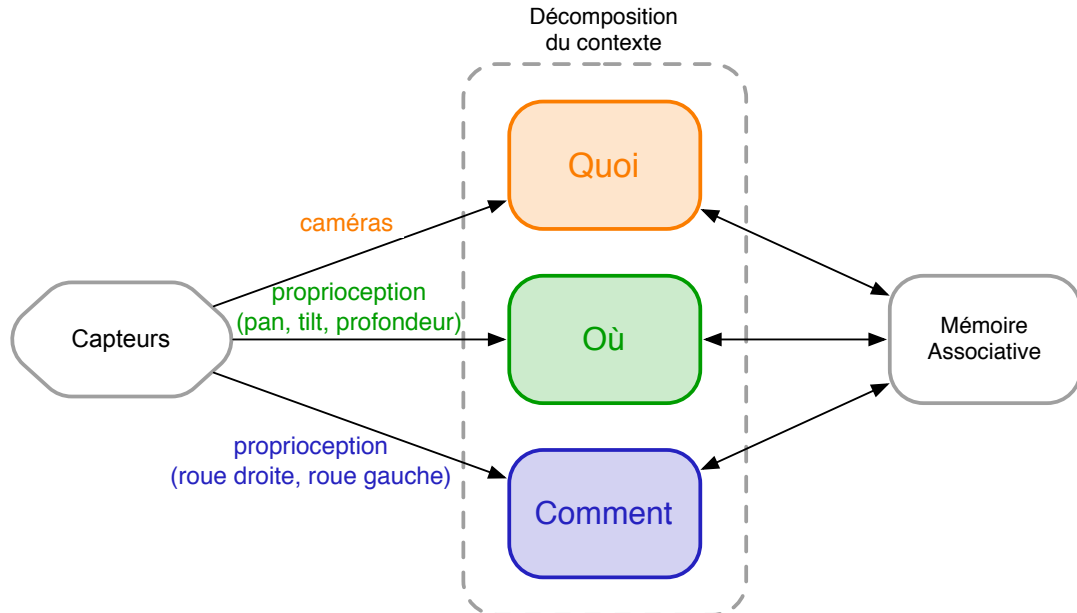 Décomposition
du contexte
Quoi
caméras
proprioception
(pan, tilt, profondeur)
Capteurs
Où
Mémoire
Associative
proprioception
(roue droite, roue gauche)
Comment